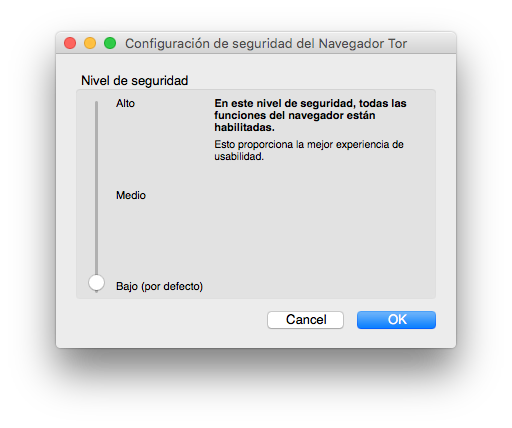 Configuración de seguridad del Navegador Tor
Nivel de seguridad
Alto
En este nivel de seguridad, todas las
funciones del navegador están
habilitadas.
Esto proporciona la mejor experiencia de
usabilidad.
Medio
Bajo (por defecto)
Cancel
OK